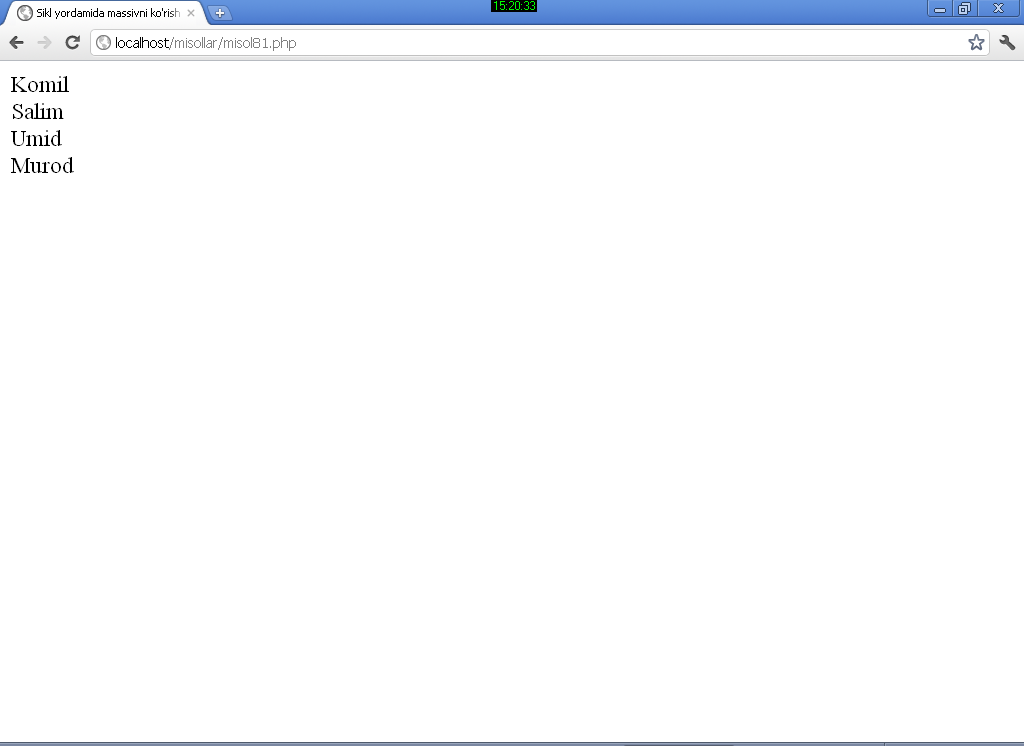 15:20:33
Sikl yordamida massivni ko'rish
localhost/misollar/misol81.php
Komil
Salim
Umid
Murod